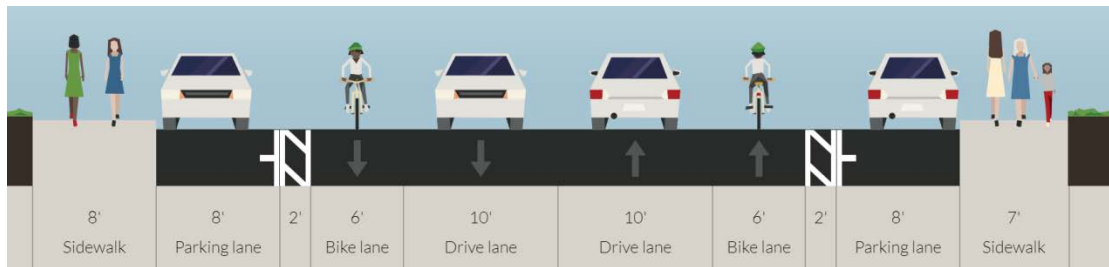 8' 8' 2' 6' 10' 10' 6' 2' 8' 7'
Sidewalk Parking lane Bike lane Drive lane Drive lane Bike lane Parking lane Sidewalk